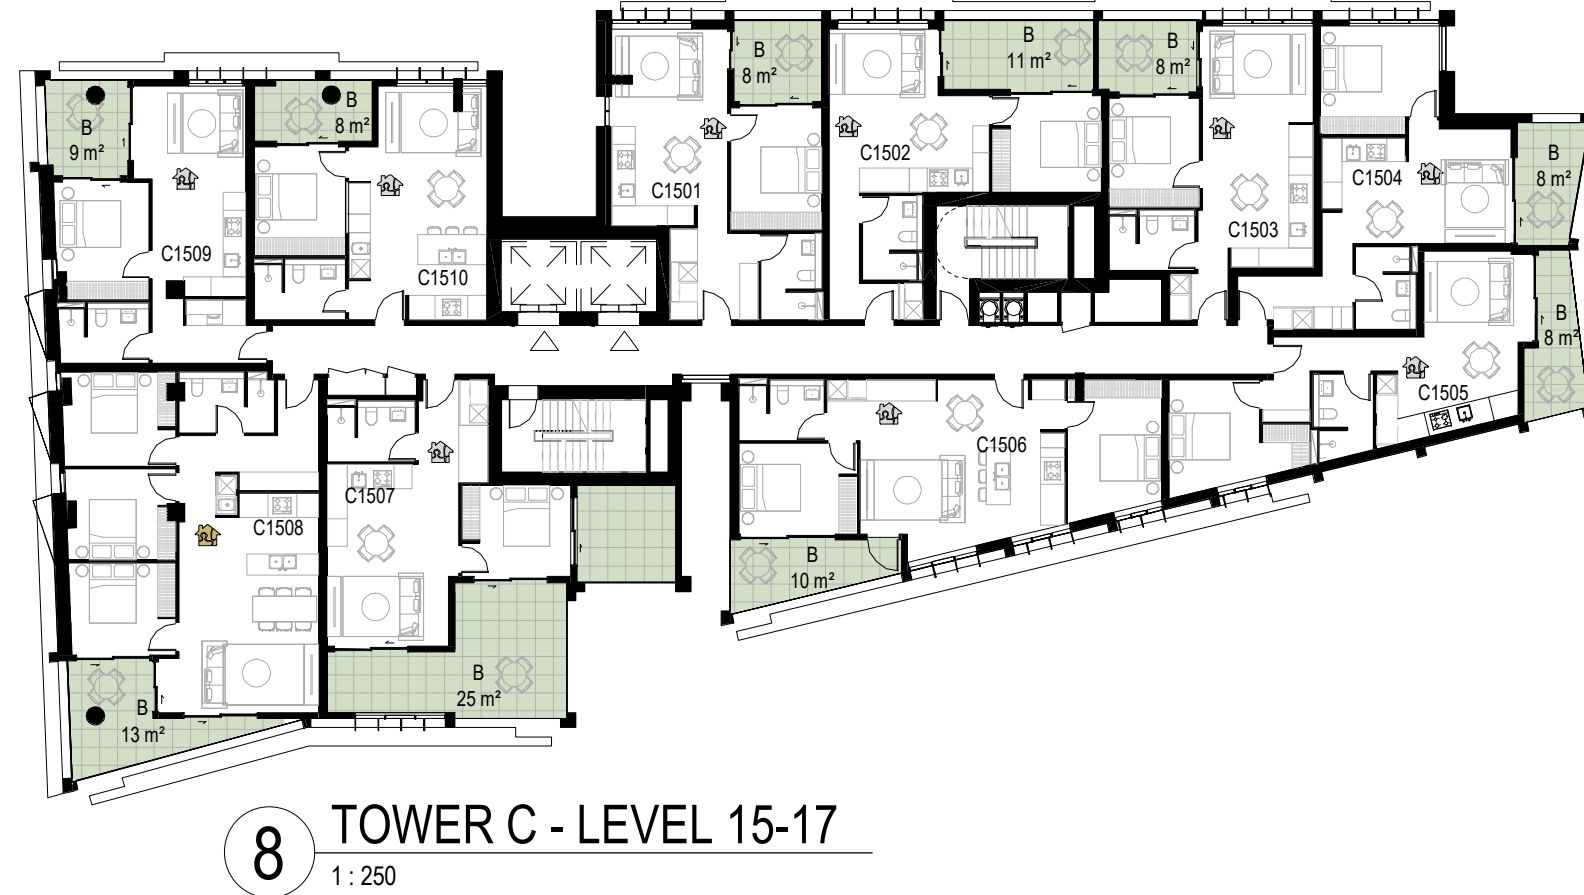 B
8 m²
B
11 m²
B
8 m²
B
9 m²
B
8 m²
C1501
C1502
C1503
C1504
B
8 m²
C1509
C1510
B
8 m²
C1505
C1506
C1507
C1508
B
10 m²
B
25 m²
B
13 m²
8
TOWER C - LEVEL 15-17
1 : 250